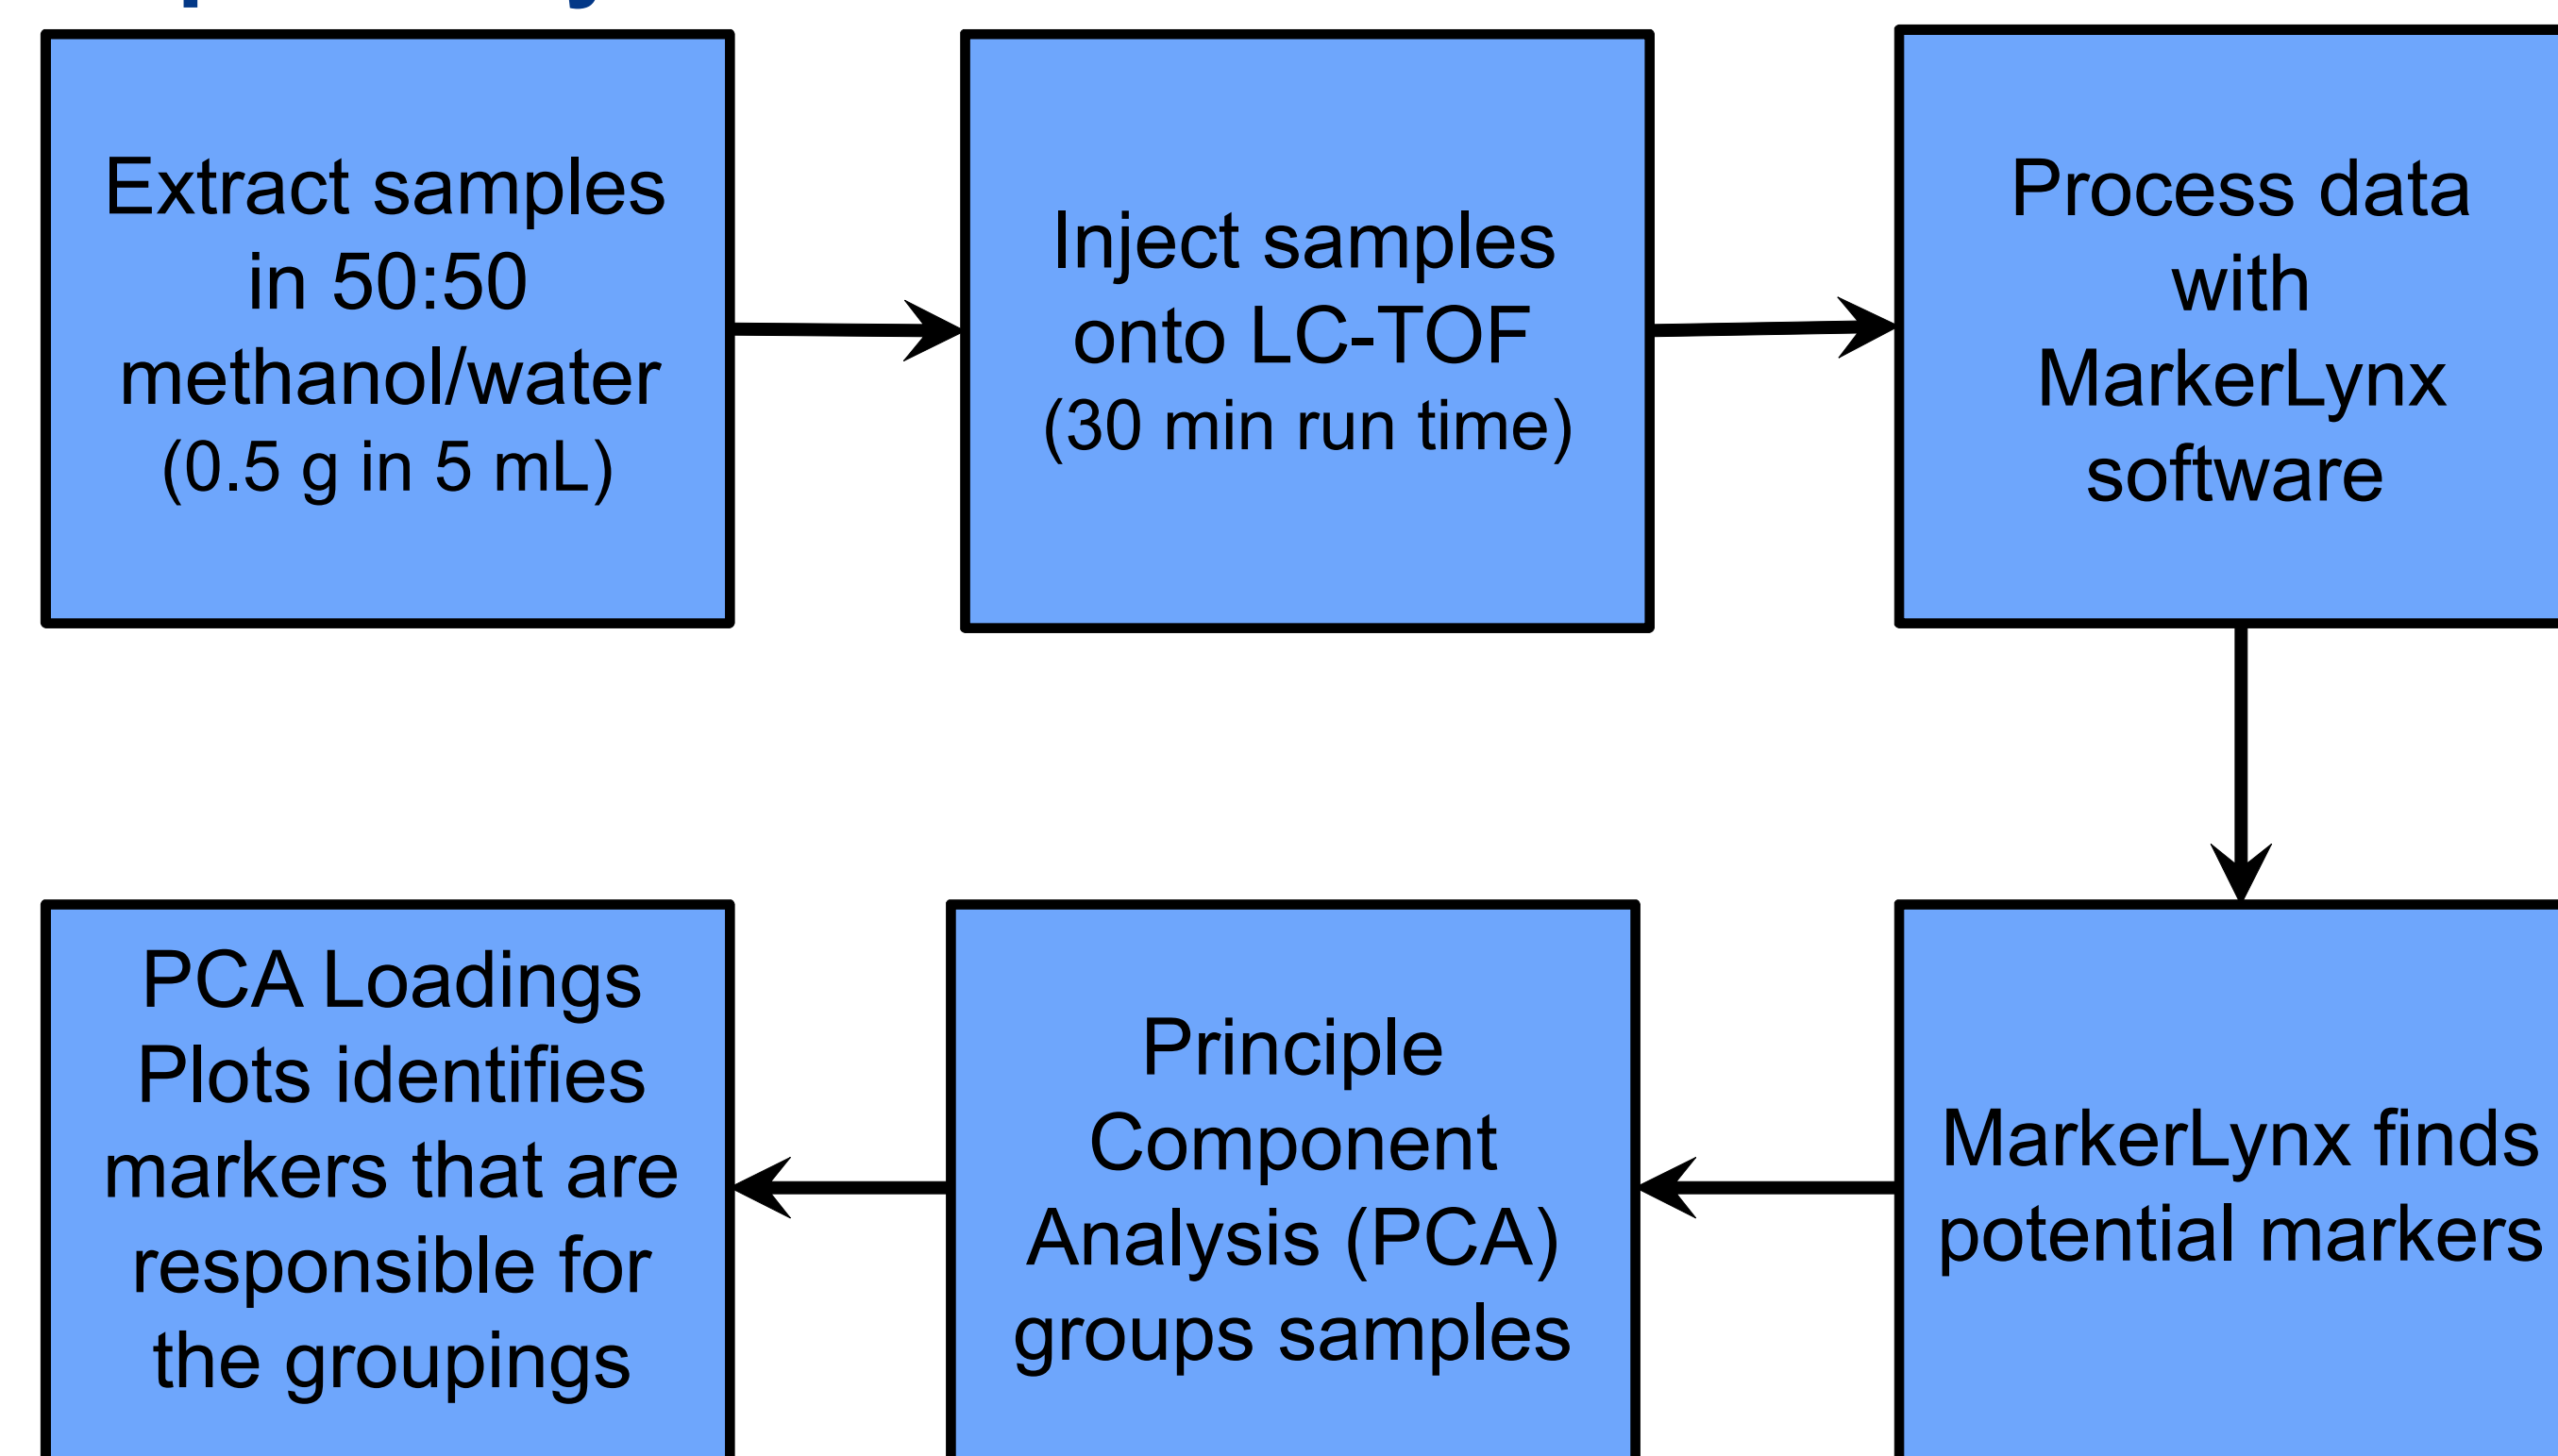 Extract samples
in 50:50
methanol/water
(0.5 g in 5 mL)
Inject samples
onto LC-TOF
(30 min run time)
Process data
with
MarkerLynx
software
MarkerLynx finds
potential markers
Principle
Component
Analysis (PCA)
groups samples
PCA Loadings
Plots identifies
markers that are
responsible for
the groupings